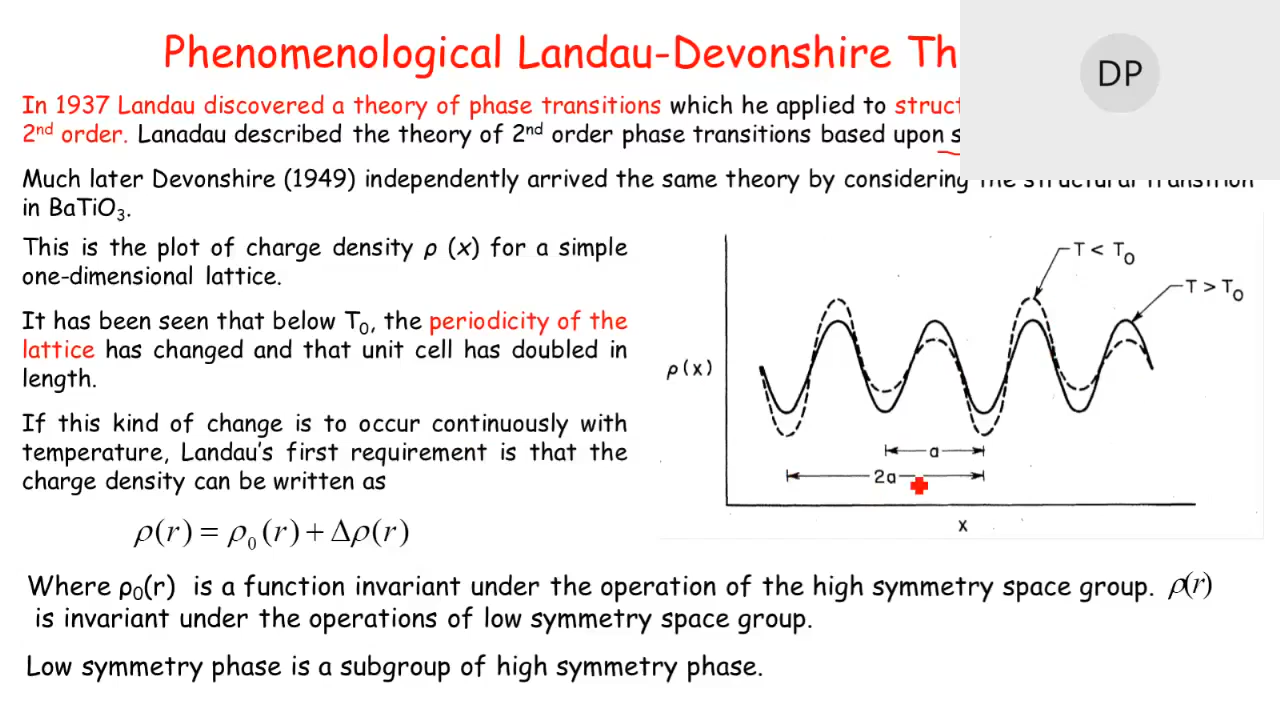 Phenomenological Landau-Devonshire Th
DP
In 1937 Landau discovered a theory of phase transitions which he applied to struct
2nd order. Lanadau described the theory of 2nd order phase transitions based upon s
Much later Devonshire (1949) independently arrived the same theory by considering the structural transition
in BaTiO3.
This is the plot of charge density ρ (x) for a simple
one-dimensional lattice.
It has been seen that below T0, the periodicity of the
lattice has changed and that unit cell has doubled in
length.
If this kind of change is to occur continuously with
temperature, Landau's first requirement is that the
charge density can be written as
ρ(r) = ρ0(r) + Δρ(r)
T < T0
T > T0
ρ(x)
a
2a
x
Where ρ0(r) is a function invariant under the operation of the high symmetry space group. ρ(r)
is invariant under the operations of low symmetry space group.
Low symmetry phase is a subgroup of high symmetry phase.